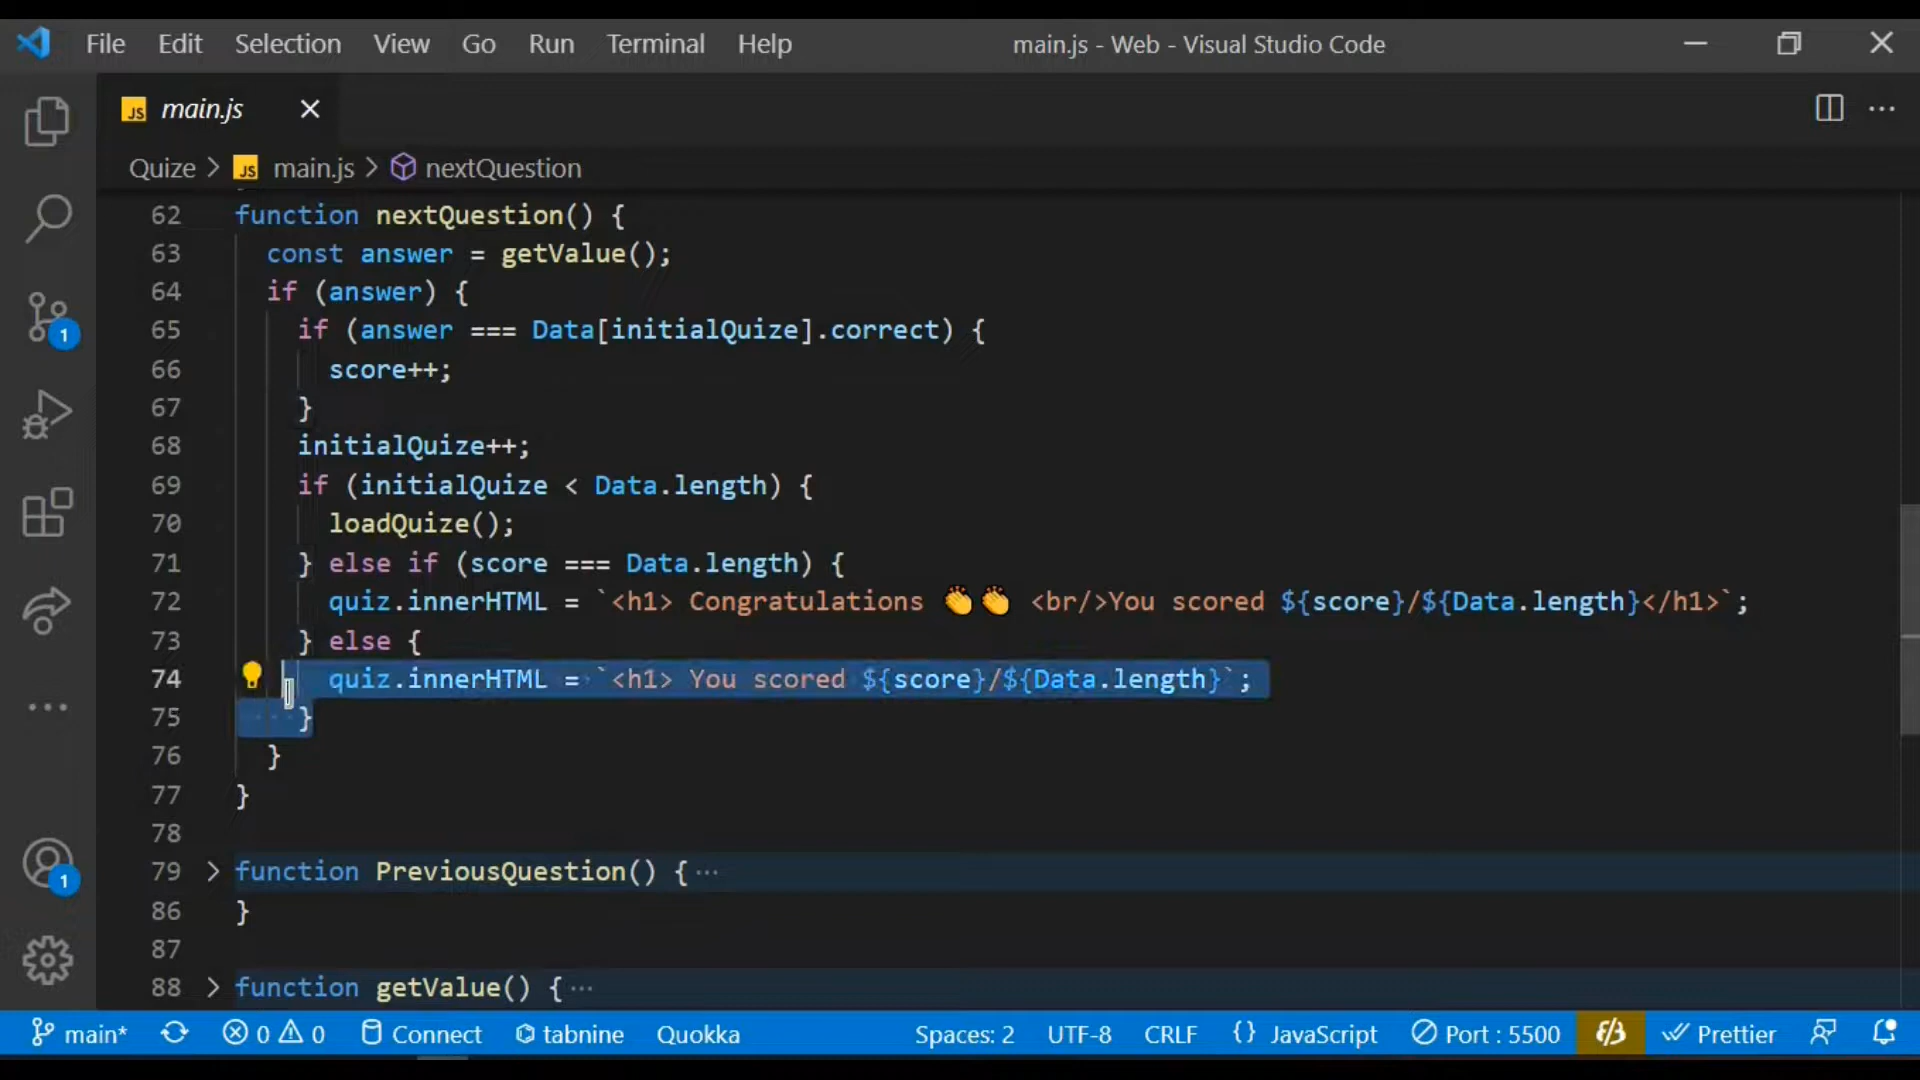 File Edit Selection View Go Run Terminal Help main.js - Web - Visual Studio Code
JS main.js
Quize > JS main.js > nextQuestion
62 function nextQuestion() {
63 const answer = getValue();
64 if (answer) {
65 if (answer === Data[initialQuize].correct) {
66 score++;
67 }
68 initialQuize++;
69 if (initialQuize < Data.length) {
70 loadQuize();
71 } else if (score === Data.length) {
72 quiz.innerHTML = `<h1> Congratulations 👏👏 <br/>You scored ${score}/${Data.length}</h1>`;
73 } else {
74 quiz.innerHTML = `<h1> You scored ${score}/${Data.length}`;
75 }
76 }
77 }
78
79 function PreviousQuestion() {···
86 }
87
88 function getValue() {···
1
1
main* 0 0 Connect tabnine Quokka Spaces: 2 UTF-8 CRLF {} JavaScript Port : 5500 Prettier